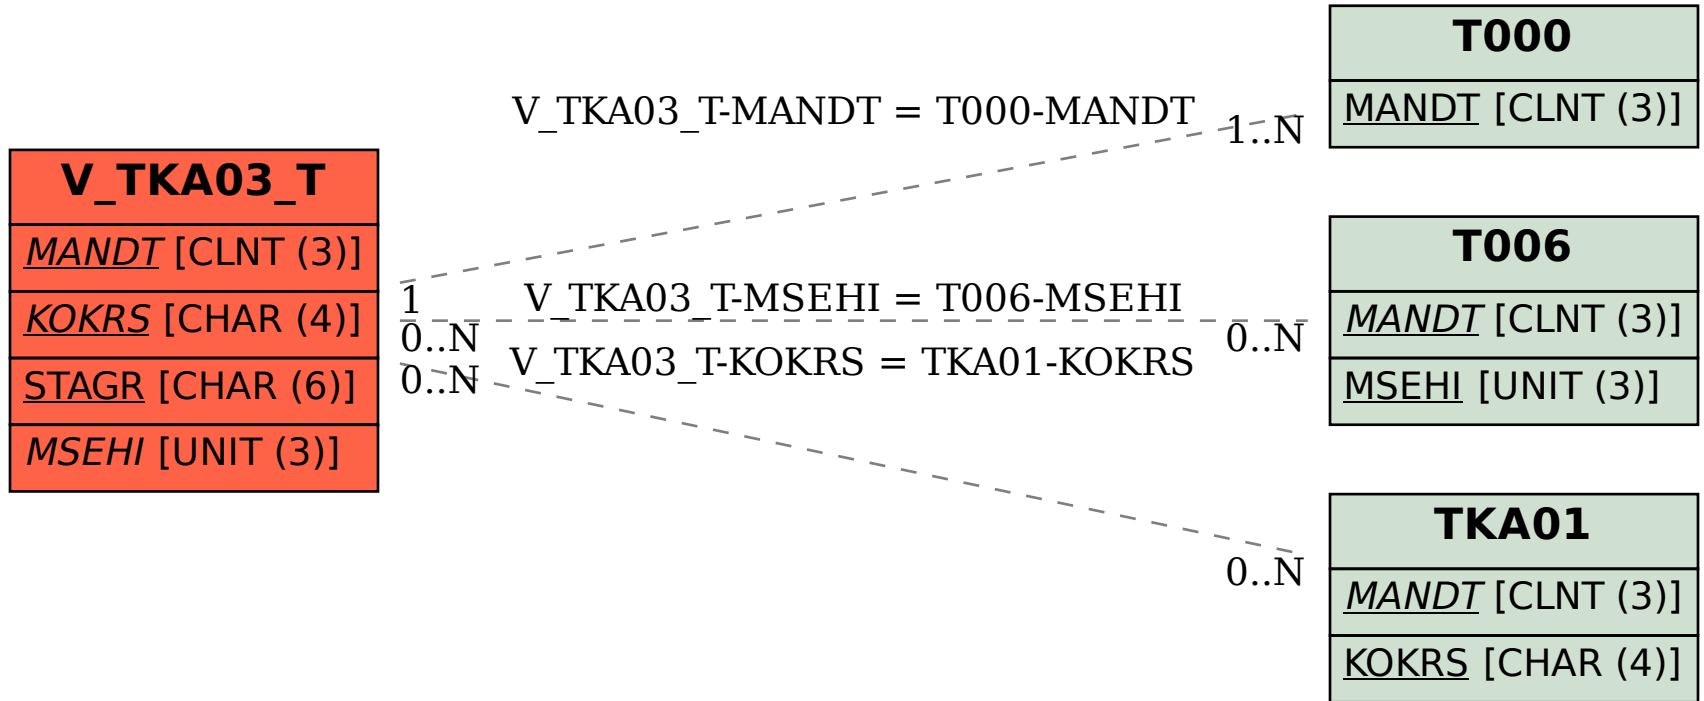 V_TKA03_T
MANDT [CLNT (3)]
KOKRS [CHAR (4)]
STAGR [CHAR (6)]
MSEHI [UNIT (3)]
V_TKA03_T-MANDT = T000-MANDT
1
1..N
V_TKA03_T-MSEHI = T006-MSEHI
0..N
0..N
V_TKA03_T-KOKRS = TKA01-KOKRS
0..N
0..N
T000
MANDT [CLNT (3)]
T006
MANDT [CLNT (3)]
MSEHI [UNIT (3)]
TKA01
MANDT [CLNT (3)]
KOKRS [CHAR (4)]